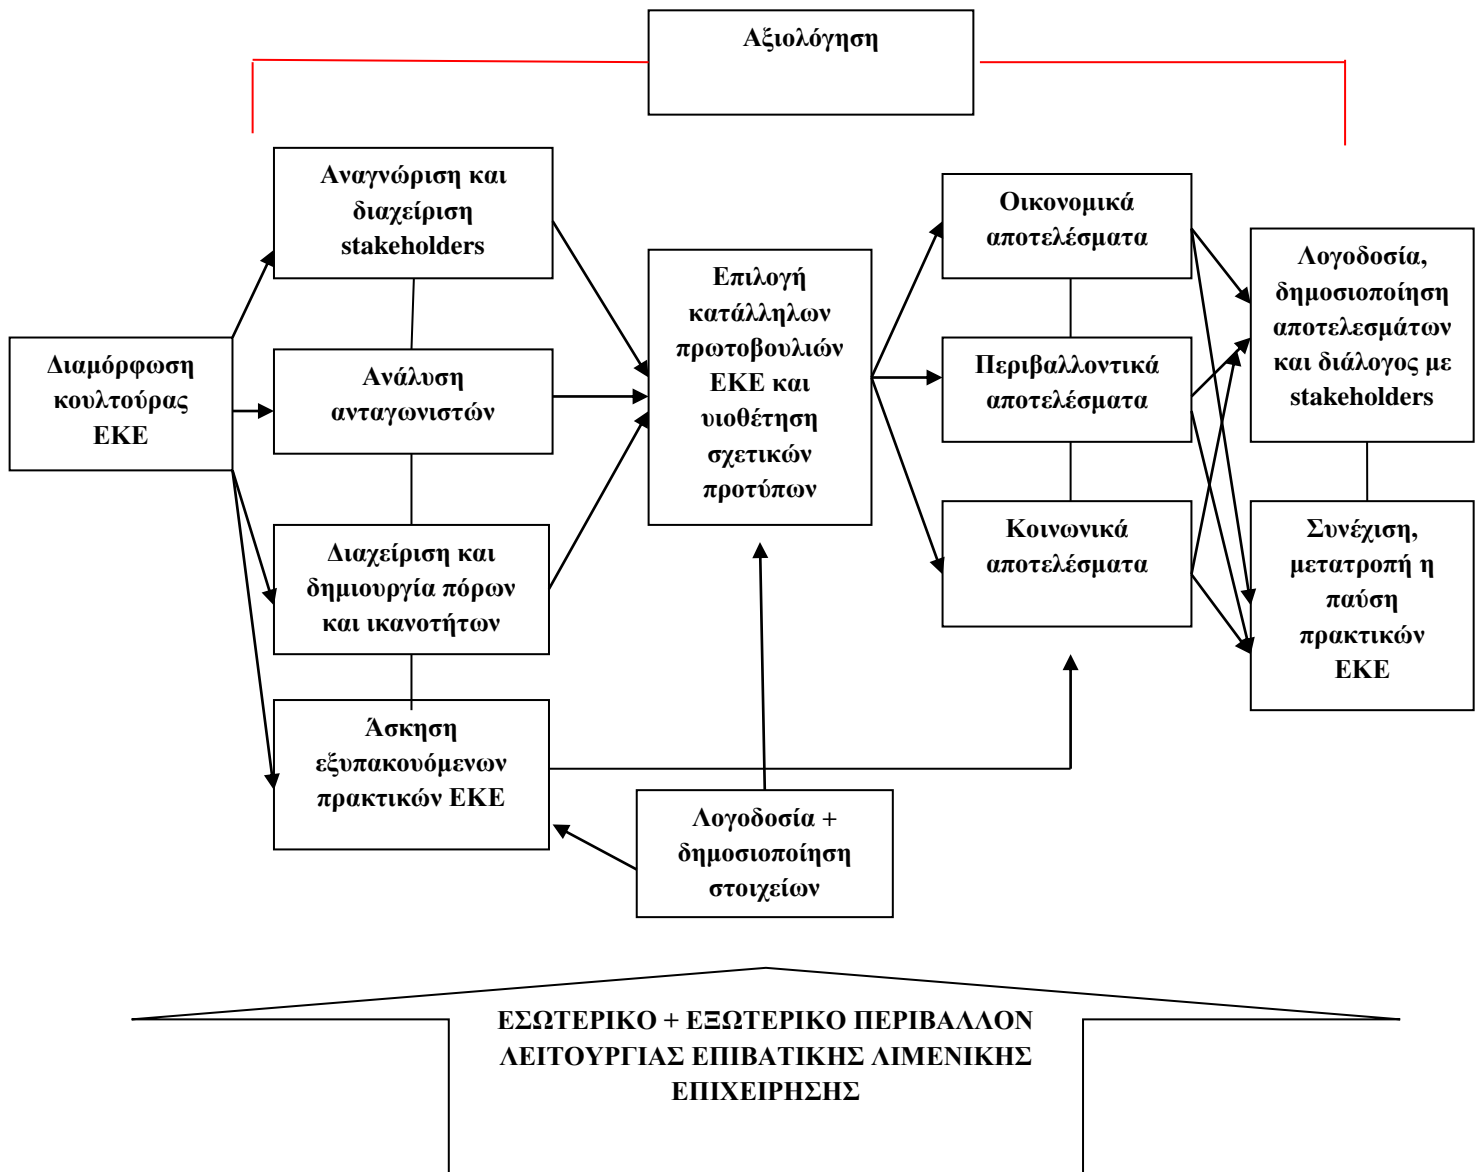 Αξιολόγηση
Αναγνώριση και
διαχείριση
stakeholders
Οικονομικά
αποτελέσματα
Επιλογή
κατάλληλων
πρωτοβουλιών
ΕΚΕ και
υιοθέτηση
σχετικών
προτύπων
Λογοδοσία,
δημοσιοποίηση
αποτελεσμάτων
και διάλογος με
stakeholders
Διαμόρφωση
κουλτούρας
ΕΚΕ
Ανάλυση
ανταγωνιστών
Περιβαλλοντικά
αποτελέσματα
Διαχείριση και
δημιουργία πόρων
και ικανοτήτων
Κοινωνικά
αποτελέσματα
Συνέχιση,
μετατροπή η
παύση
πρακτικών
ΕΚΕ
Άσκηση
εξυπακουόμενων
πρακτικών ΕΚΕ
Λογοδοσία +
δημοσιοποίηση
στοιχείων
ΕΣΩΤΕΡΙΚΟ + ΕΞΩΤΕΡΙΚΟ ΠΕΡΙΒΑΛΛΟΝ
ΛΕΙΤΟΥΡΓΙΑΣ ΕΠΙΒΑΤΙΚΗΣ ΛΙΜΕΝΙΚΗΣ
ΕΠΙΧΕΙΡΗΣΗΣ